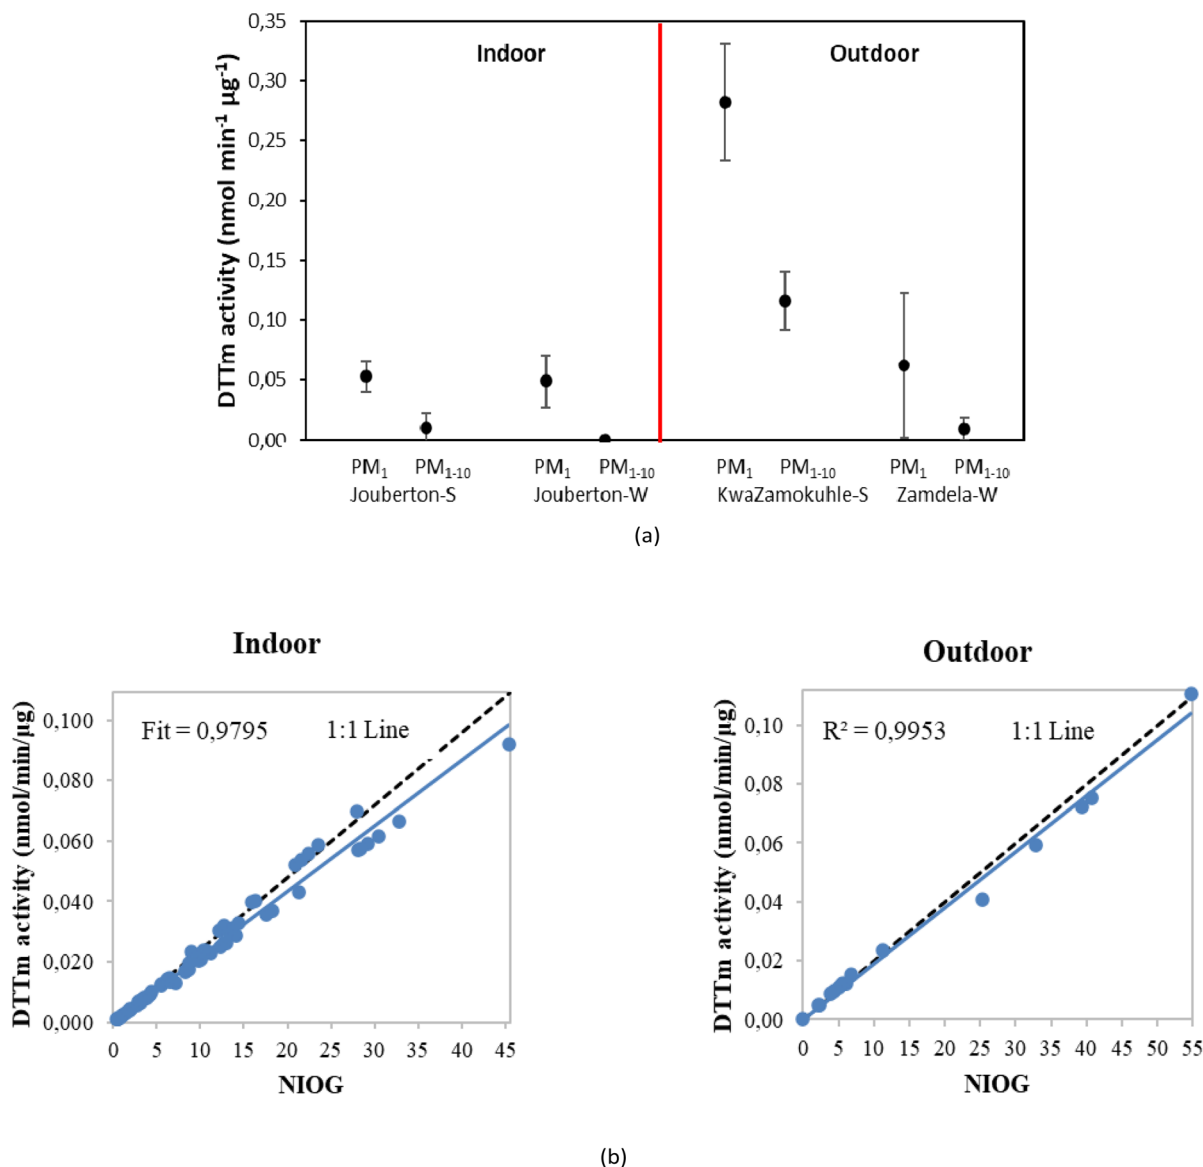 0,35
0,30
0,25
0,20
0,15
0,10
0,05
0,00
DTTm activity (nmol min⁻¹ µg⁻¹)
Indoor Outdoor
PM₁ PM₁₋₁₀ PM₁ PM₁₋₁₀ PM₁ PM₁₋₁₀ PM₁ PM₁₋₁₀
Jouberton-S Jouberton-W KwaZamokuhle-S Zamdela-W
(a)
Indoor
DTTm activity (nmol/min/µg)
0,100
0,080
0,060
0,040
0,020
0,000
Fit = 0,9795 1:1 Line
0 5 10 15 20 25 30 35 40 45
NIOG
Outdoor
DTTm activity (nmol/min/µg)
0,10
0,08
0,06
0,04
0,02
0,00
R² = 0,9953 1:1 Line
0 5 10 15 20 25 30 35 40 45 50 55
NIOG
(b)